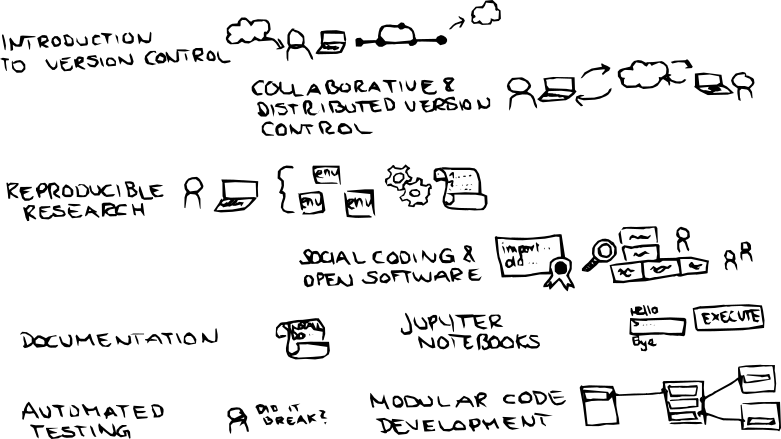 INTRODUCTION
TO VERSION CONTROL
COLLABORATIVE &
DISTRIBUTED VERSION
CONTROL
REPRODUCIBLE
RESEARCH
env
env
env
SOCIAL CODING &
OPEN SOFTWARE
import...
DOCUMENTATION
JUPYTER
NOTEBOOKS
Hello
>...
Bye
EXECUTE
AUTOMATED
TESTING
DID IT
BREAK?
MODULAR CODE
DEVELOPMENT